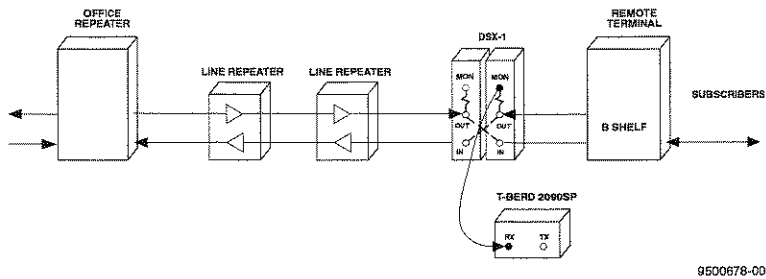 OFFICE
REPEATER
LINE REPEATER
LINE REPEATER
DSX-1
REMOTE
TERMINAL
MON
MON
OUT
OUT
IN
IN
B SHELF
SUBSCRIBERS
T-BERD 2090SP
RX
TX
9500678-00